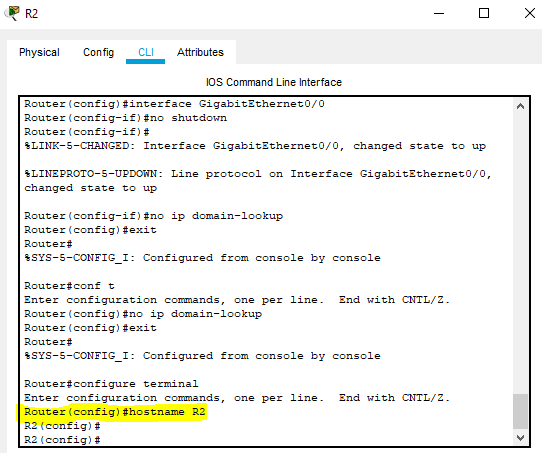 R2
Physical Config CLI Attributes
IOS Command Line Interface
Router(config)#interface GigabitEthernet0/0
Router(config-if)#no shutdown
Router(config-if)#
%LINK-5-CHANGED: Interface GigabitEthernet0/0, changed state to up
%LINEPROTO-5-UPDOWN: Line protocol on Interface GigabitEthernet0/0,
changed state to up
Router(config-if)#no ip domain-lookup
Router(config)#exit
Router#
%SYS-5-CONFIG_I: Configured from console by console
Router#conf t
Enter configuration commands, one per line.  End with CNTL/Z.
Router(config)#no ip domain-lookup
Router(config)#exit
Router#
%SYS-5-CONFIG_I: Configured from console by console
Router#configure terminal
Enter configuration commands, one per line.  End with CNTL/Z.
Router(config)#hostname R2
R2(config)#
R2(config)#